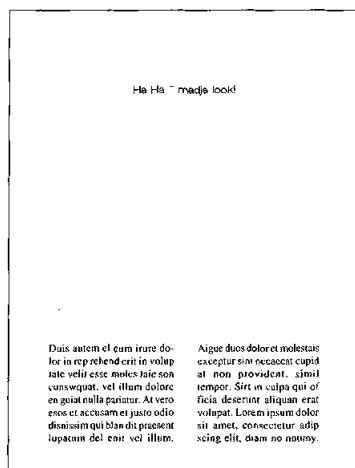 Ha Ha ¯ madja look!
Duis autem el eum irure do-
lor in rep rehend erit in volup
tate velit esse moles taie son
cunswquat, vel illum dolore
en guiat nulla pariatur. At vero
esos et accusam et justo odio
dignissim qui blan dit praesent
lupatum del enit vel illum,
Aigue duos dolor et molestais
exceptur sint occaecat cupid
at non provident, simil
tempor. Sirt in culpa qui of
ficia deserunt aliquan erat
volupat. Lorem ipsum dolor
sit amet, consectetur adip
scing elit, diam no numy.